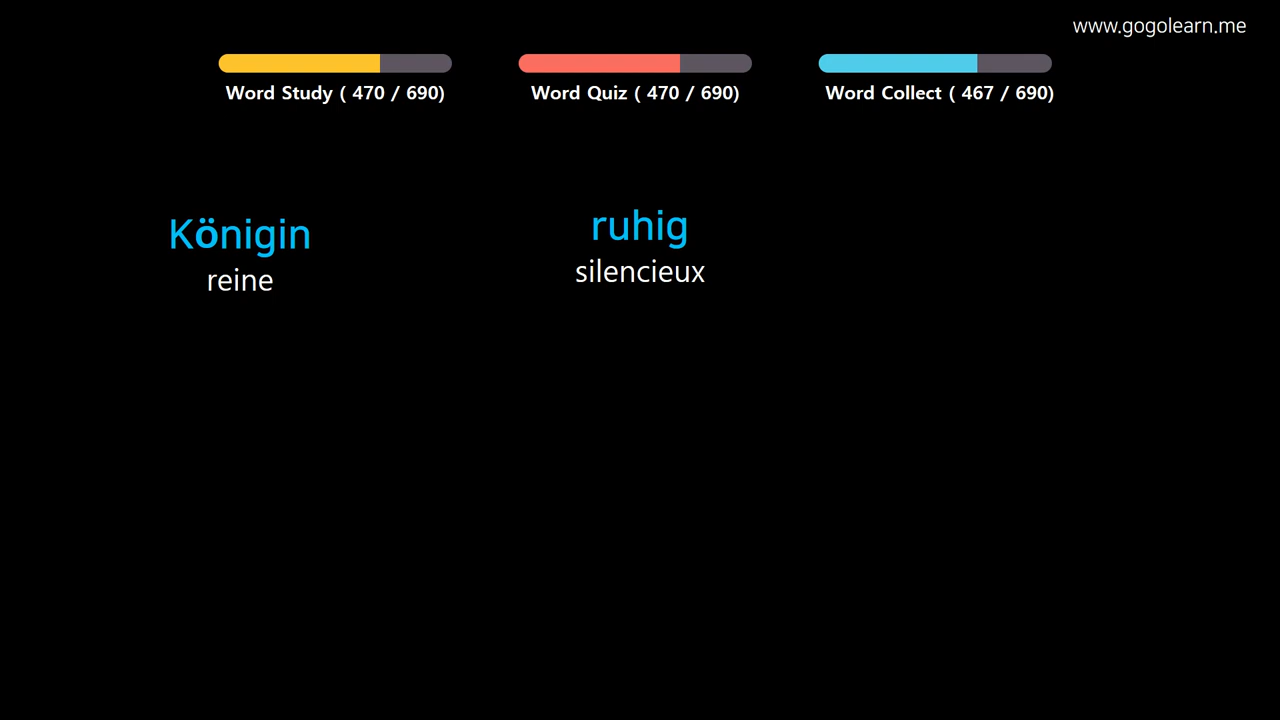 www.gogolearn.me
Word Study ( 470 / 690)
Word Quiz ( 470 / 690)
Word Collect ( 467 / 690)
Königin
reine
ruhig
silencieux